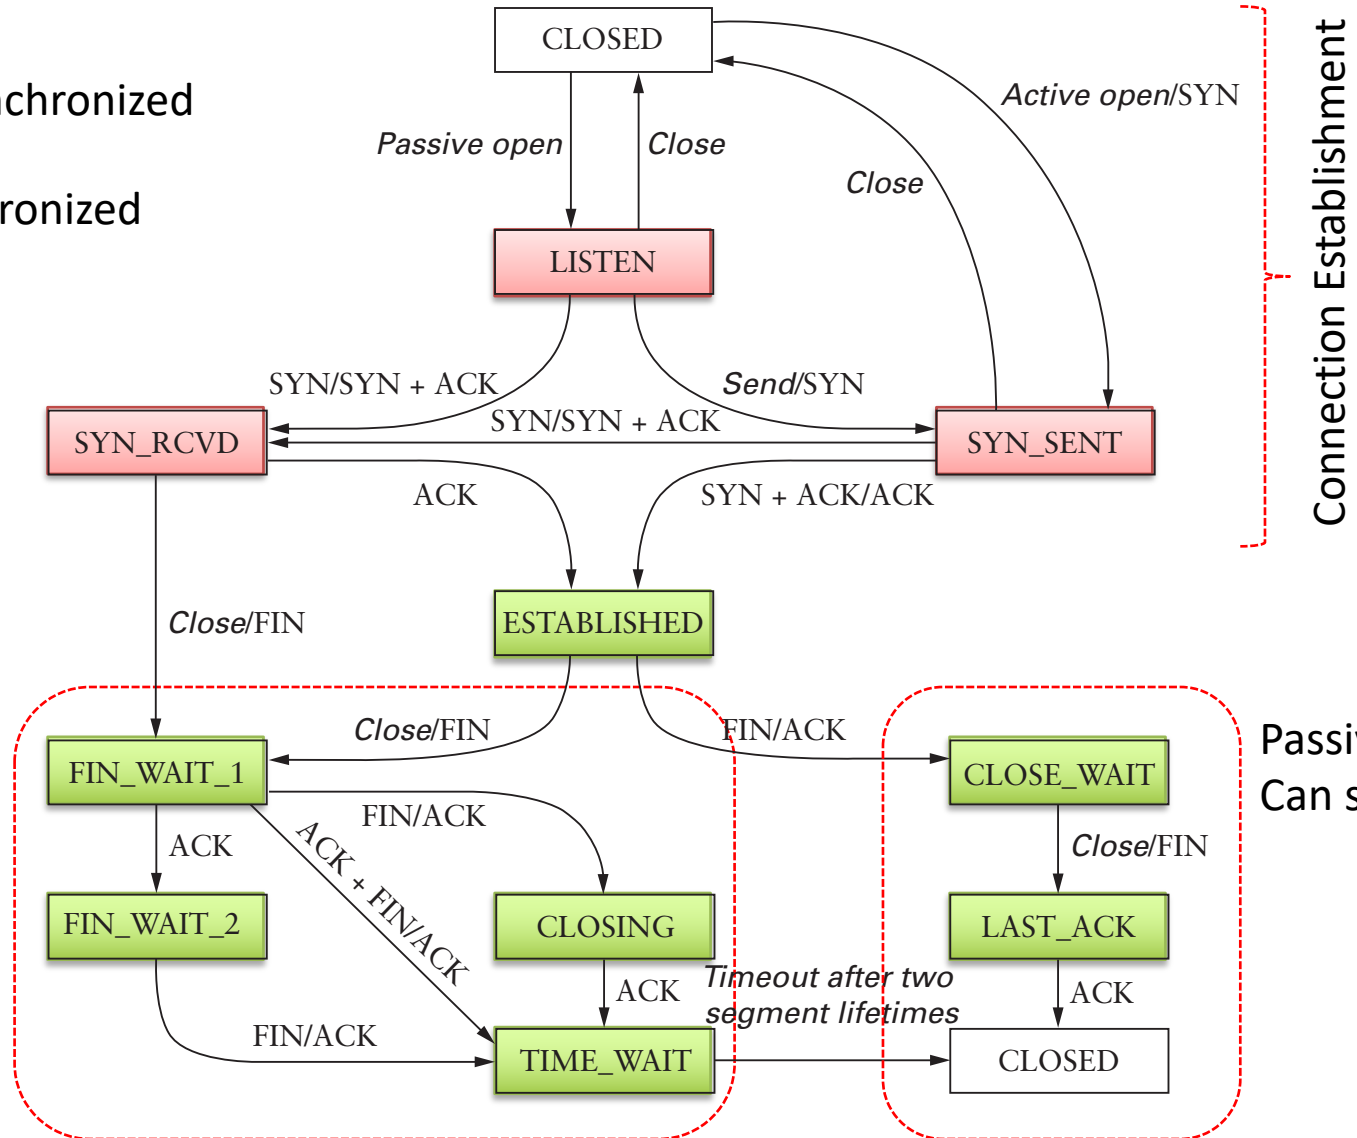 CLOSED
nchronized
Active open/SYN
Passive open
Close
Close
ronized
LISTEN
Connection Establishment
SYN/SYN + ACK
Send/SYN
SYN/SYN + ACK
SYN_RCVD
SYN_SENT
ACK
SYN + ACK/ACK
Close/FIN
ESTABLISHED
Close/FIN
FIN/ACK
Passiv
FIN_WAIT_1
CLOSE_WAIT
Can s
FIN/ACK
ACK
ACK + FIN/ACK
Close/FIN
FIN_WAIT_2
CLOSING
LAST_ACK
ACK
Timeout after two
segment lifetimes
ACK
FIN/ACK
TIME_WAIT
CLOSED